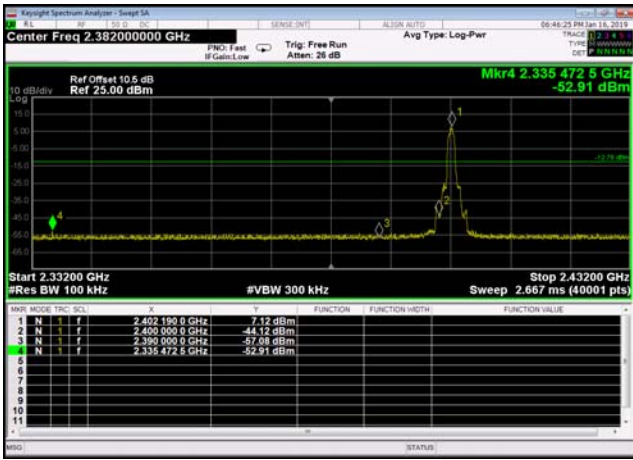 Keysight Spectrum Analyzer - Swept SA
RL RF 50 Ω DC SENSE:INT ALIGN AUTO 06:46:25 PM Jan 16, 2019
Center Freq 2.382000000 GHz
PNO: Fast
IFGain:Low
Trig: Free Run
Atten: 26 dB
Avg Type: Log-Pwr
TRACE 1 2 3 4 5 6
TYPE M WWWWW
DET P N N N N N
Ref Offset 10.5 dB
Ref 25.00 dBm
10 dB/div
Log
Mkr4 2.335 472 5 GHz
-52.91 dBm
15.0
5.00
-5.00
-15.0
-25.0
-35.0
-45.0
-55.0
-65.0
1
2
3
4
Start 2.33200 GHz
Stop 2.43200 GHz
#Res BW 100 kHz
#VBW 300 kHz
Sweep 2.667 ms (40001 pts)
MKR MODE TRC SCL X Y FUNCTION FUNCTION WIDTH FUNCTION VALUE
1 N 1 f 2.402 190 0 GHz 7.12 dBm
2 N 1 f 2.400 000 0 GHz -44.12 dBm
3 N 1 f 2.390 000 0 GHz -57.08 dBm
4 N 1 f 2.335 472 5 GHz -52.91 dBm
5
6
7
8
9
10
11
MSG STATUS